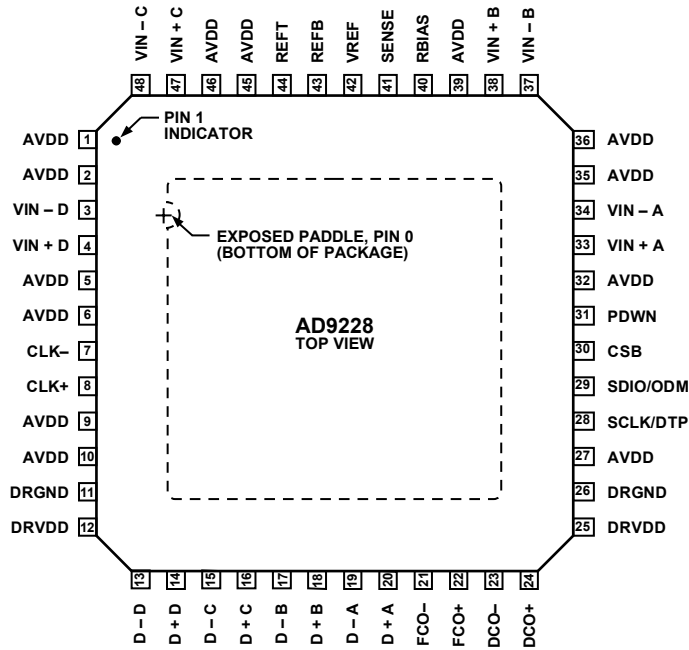 VIN – C
VIN + C
AVDD
AVDD
REFT
REFB
VREF
SENSE
RBIAS
AVDD
VIN + B
VIN – B
48
47
46
45
44
43
42
41
40
39
38
37
PIN 1
INDICATOR
AVDD 1
AVDD 2
VIN – D 3
VIN + D 4
AVDD 5
AVDD 6
CLK– 7
CLK+ 8
AVDD 9
AVDD 10
DRGND 11
DRVDD 12
EXPOSED PADDLE, PIN 0
(BOTTOM OF PACKAGE)
AD9228
TOP VIEW
36 AVDD
35 AVDD
34 VIN – A
33 VIN + A
32 AVDD
31 PDWN
30 CSB
29 SDIO/ODM
28 SCLK/DTP
27 AVDD
26 DRGND
25 DRVDD
13
14
15
16
17
18
19
20
21
22
23
24
D – D
D + D
D – C
D + C
D – B
D + B
D – A
D + A
FCO–
FCO+
DCO–
DCO+